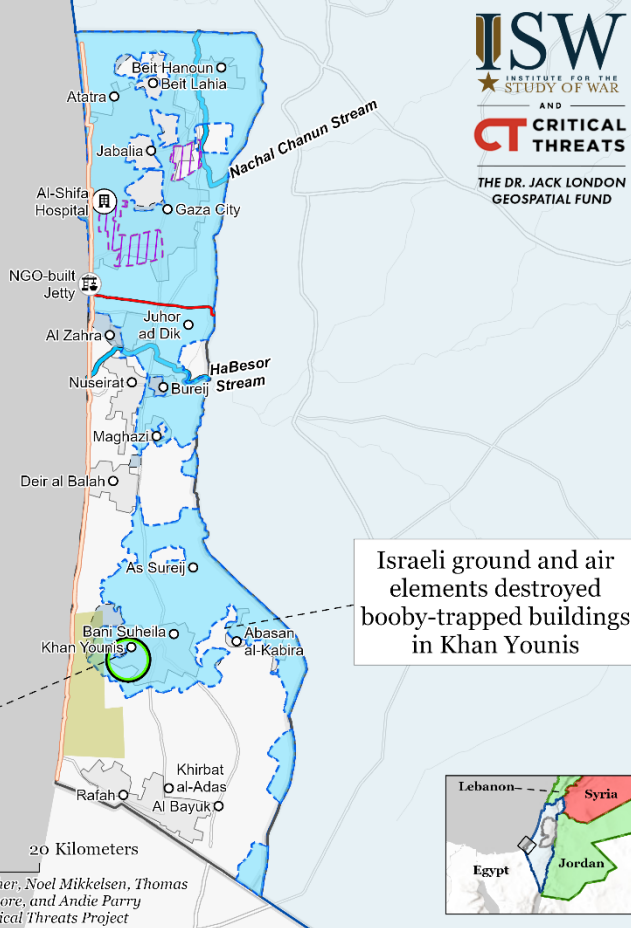 ISW
INSTITUTE FOR THE
STUDY OF WAR
AND
CT CRITICAL
THREATS
THE DR. JACK LONDON
GEOSPATIAL FUND
Beit Hanoun
Beit Lahia
Atatra
Nachal Chanun Stream
Jabalia
Al-Shifa
Hospital
Gaza City
NGO-built
Jetty
Juhor
ad Dik
Al Zahra
HaBesor
Stream
Nuseirat
Bureij
Maghazi
Deir al Balah
As Sureij
Israeli ground and air
elements destroyed
booby-trapped buildings
in Khan Younis
Bani Suheila
Khan Younis
Abasan
al-Kabira
Khirbat
al-Adas
Rafah
Al Bayuk
Lebanon
Syria
Egypt
Jordan
20 Kilometers
Noel Mikkelsen, Thomas
and Andie Parry
Threats Project